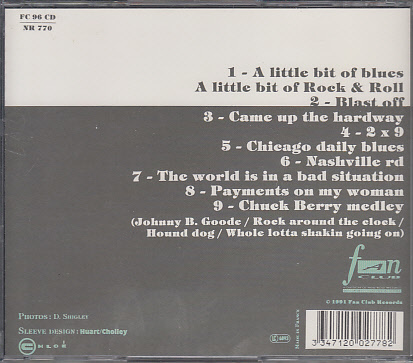 FC 96 CD
NR 770
1 - A little bit of blues
A little bit of Rock & Roll
2 - Blast off
3 - Came up the hardway
4 - 2 x 9
5 - Chicago daily blues
6 - Nashville rd
7 - The world is in a bad situation
8 - Payments on my woman
9 - Chuck Berry medley
(Johnny B. Goode / Rock around the clock /
Hound dog / Whole lotta shakin going on)
fan
CLUB
© 1991 Fan Club Records
Photos : D. Shigley
Sleeve design : Huart/Cholley
Made in France
3 347120 027782